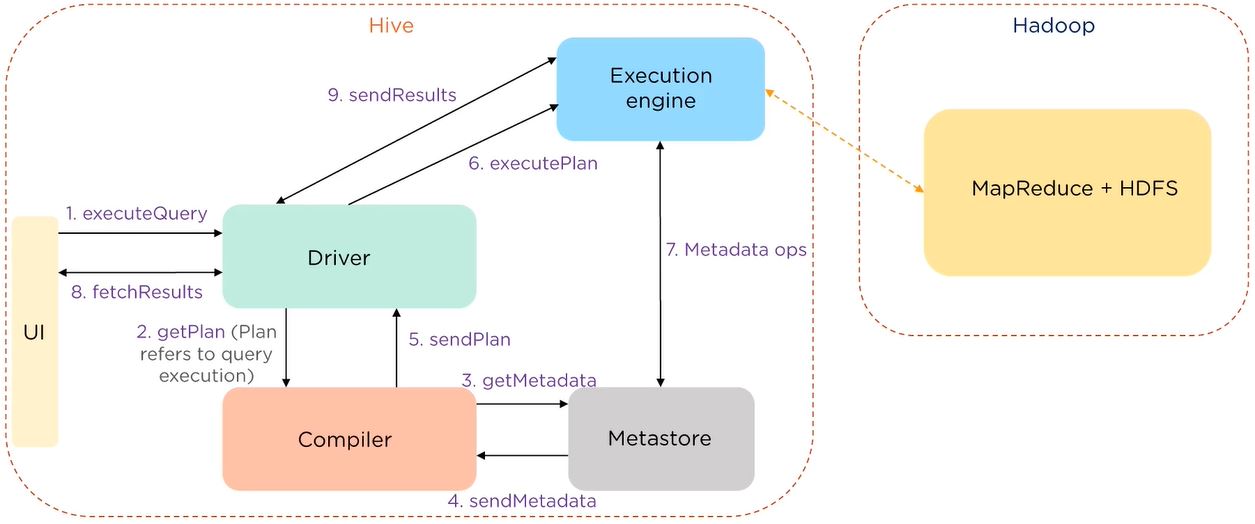 Hive
Hadoop
Execution
engine
9. sendResults
6. executePlan
MapReduce + HDFS
1. executeQuery
Driver
7. Metadata ops
8. fetchResults
UI
2. getPlan (Plan
refers to query
execution)
5. sendPlan
3. getMetadata
Compiler
Metastore
4. sendMetadata